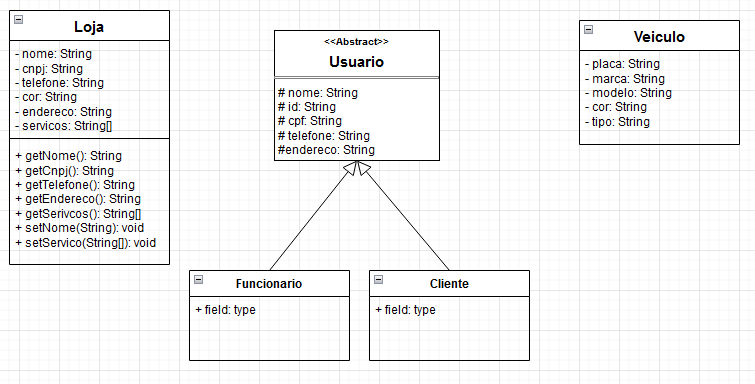 Loja
- nome: String
- cnpj: String
- telefone: String
- cor: String
- endereco: String
- servicos: String[]
+ getNome(): String
+ getCnpj(): String
+ getTelefone(): String
+ getEndereco(): String
+ getSerivcos(): String[]
+ setNome(String): void
+ setServico(String[]): void
<<Abstract>>
Usuario
# nome: String
# id: String
# cpf: String
# telefone: String
#endereco: String
Veiculo
- placa: String
- marca: String
- modelo: String
- cor: String
- tipo: String
Funcionario
+ field: type
Cliente
+ field: type